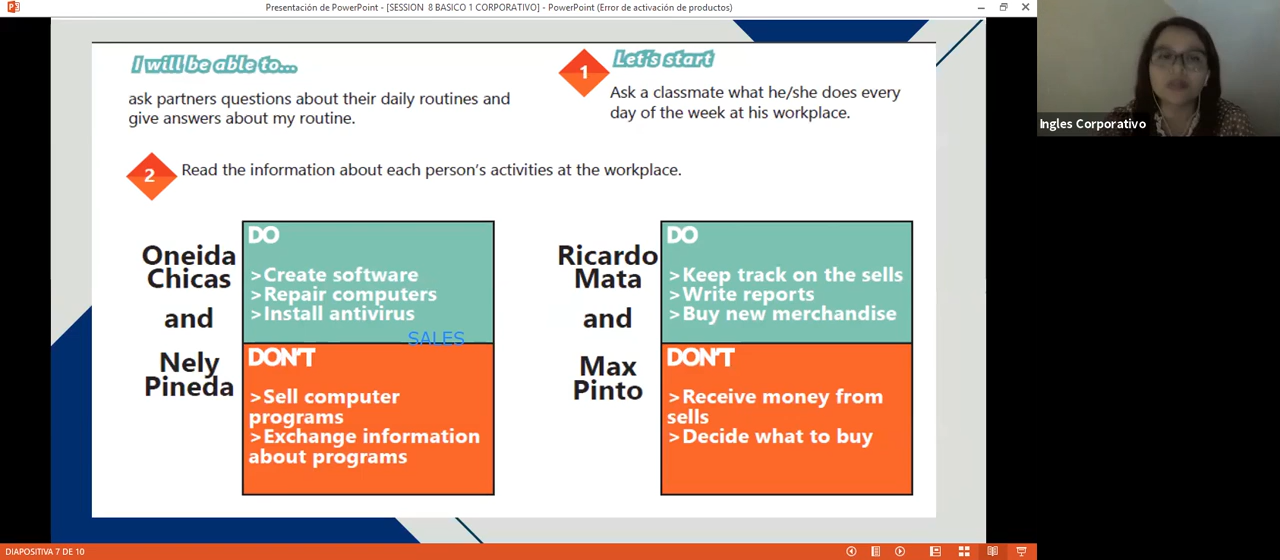 Presentación de PowerPoint - [SESSION 8 BASICO 1 CORPORATIVO] - PowerPoint (Error de activación de productos)
I will be able to...
ask partners questions about their daily routines and
give answers about my routine.
1
Let's start
Ask a classmate what he/she does every
day of the week at his workplace.
2
Read the information about each person's activities at the workplace.
Oneida
Chicas
and
Nely
Pineda
DO
>Create software
>Repair computers
>Install antivirus
SALES
DON'T
>Sell computer
programs
>Exchange information
about programs
Ricardo
Mata
and
Max
Pinto
DO
>Keep track on the sells
>Write reports
>Buy new merchandise
DON'T
>Receive money from
sells
>Decide what to buy
Ingles Corporativo
DIAPOSITIVA 7 DE 10